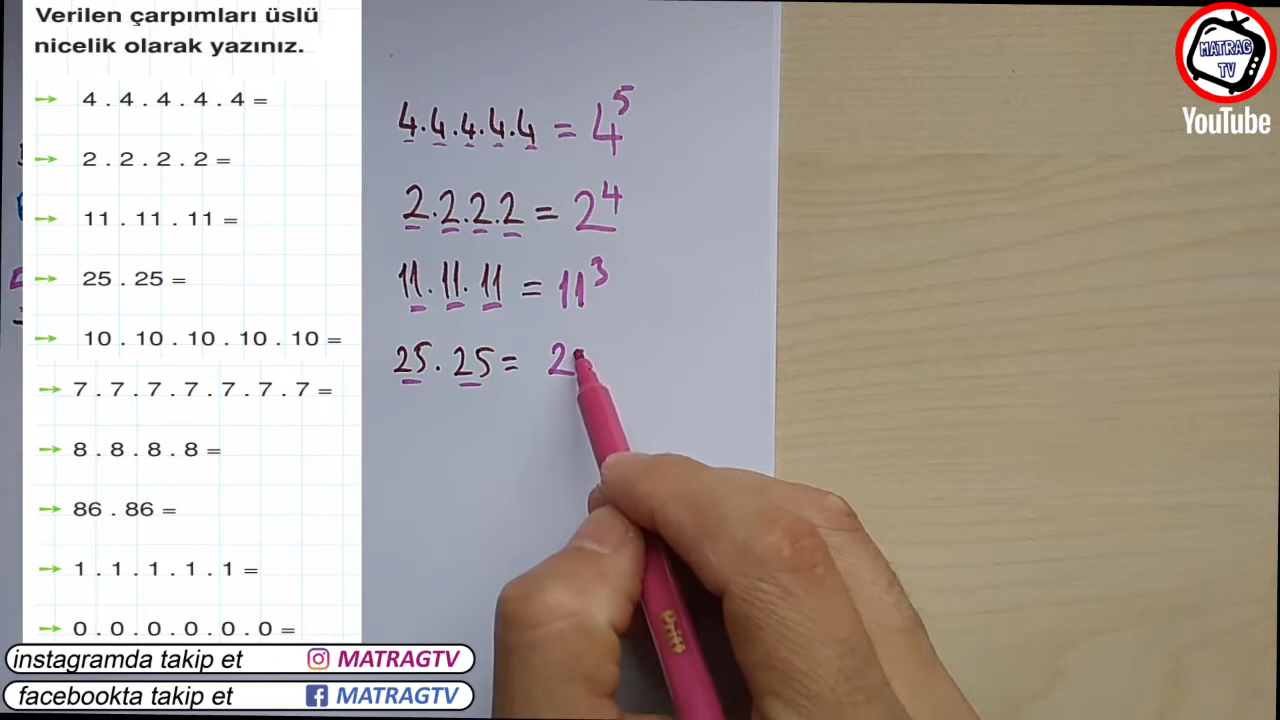 Verilen çarpımları üslü
nicelik olarak yazınız.
→ 4 . 4 . 4 . 4 . 4 =
→ 2 . 2 . 2 . 2 =
→ 11 . 11 . 11 =
→ 25 . 25 =
→ 10 . 10 . 10 . 10 . 10 =
→ 7 . 7 . 7 . 7 . 7 . 7 . 7 =
→ 8 . 8 . 8 . 8 =
→ 86 . 86 =
→ 1 . 1 . 1 . 1 . 1 =
→ 0 . 0 . 0 . 0 . 0 . 0 =
4.4.4.4.4 = 4⁵
2.2.2.2 = 2⁴
11.11.11 = 11³
25.25 = 2
MATRAG
TV
YouTube
Pritt
instagramda takip et MATRAGTV
facebookta takip et MATRAGTV